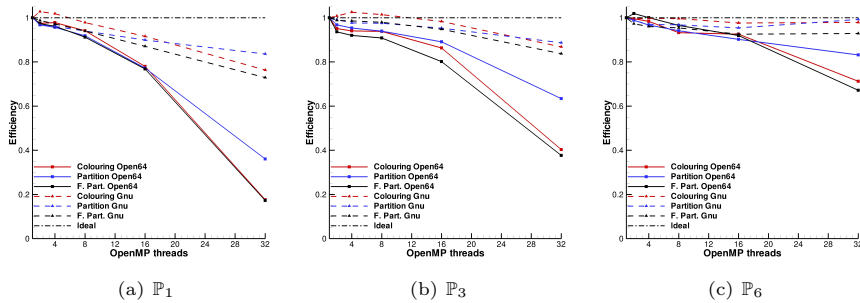 1
0.8
0.6
0.4
0.2
0
Efficiency
Colouring Open64
Partition Open64
F. Part. Open64
Colouring Gnu
Partition Gnu
F. Part. Gnu
Ideal
4 8 12 16 20 24 28 32
OpenMP threads
(a) ℙ₁
1
0.8
0.6
0.4
0.2
0
Efficiency
Colouring Open64
Partition Open64
F. Part. Open64
Colouring Gnu
Partition Gnu
F. Part. Gnu
Ideal
4 8 12 16 20 24 28 32
OpenMP threads
(b) ℙ₃
1
0.8
0.6
0.4
0.2
0
Efficiency
Colouring Open64
Partition Open64
F. Part. Open64
Colouring Gnu
Partition Gnu
F. Part. Gnu
Ideal
4 8 12 16 20 24 28 32
OpenMP threads
(c) ℙ₆